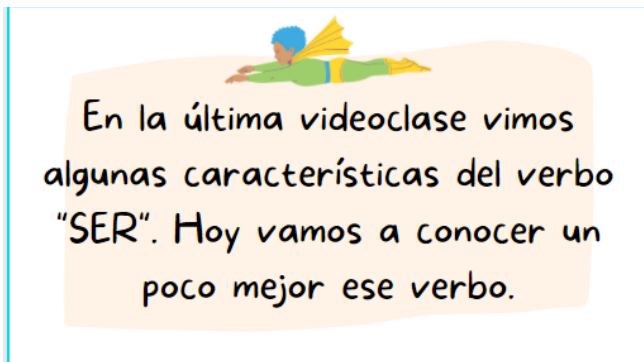 En la última videoclase vimos
algunas características del verbo
"SER". Hoy vamos a conocer un
poco mejor ese verbo.